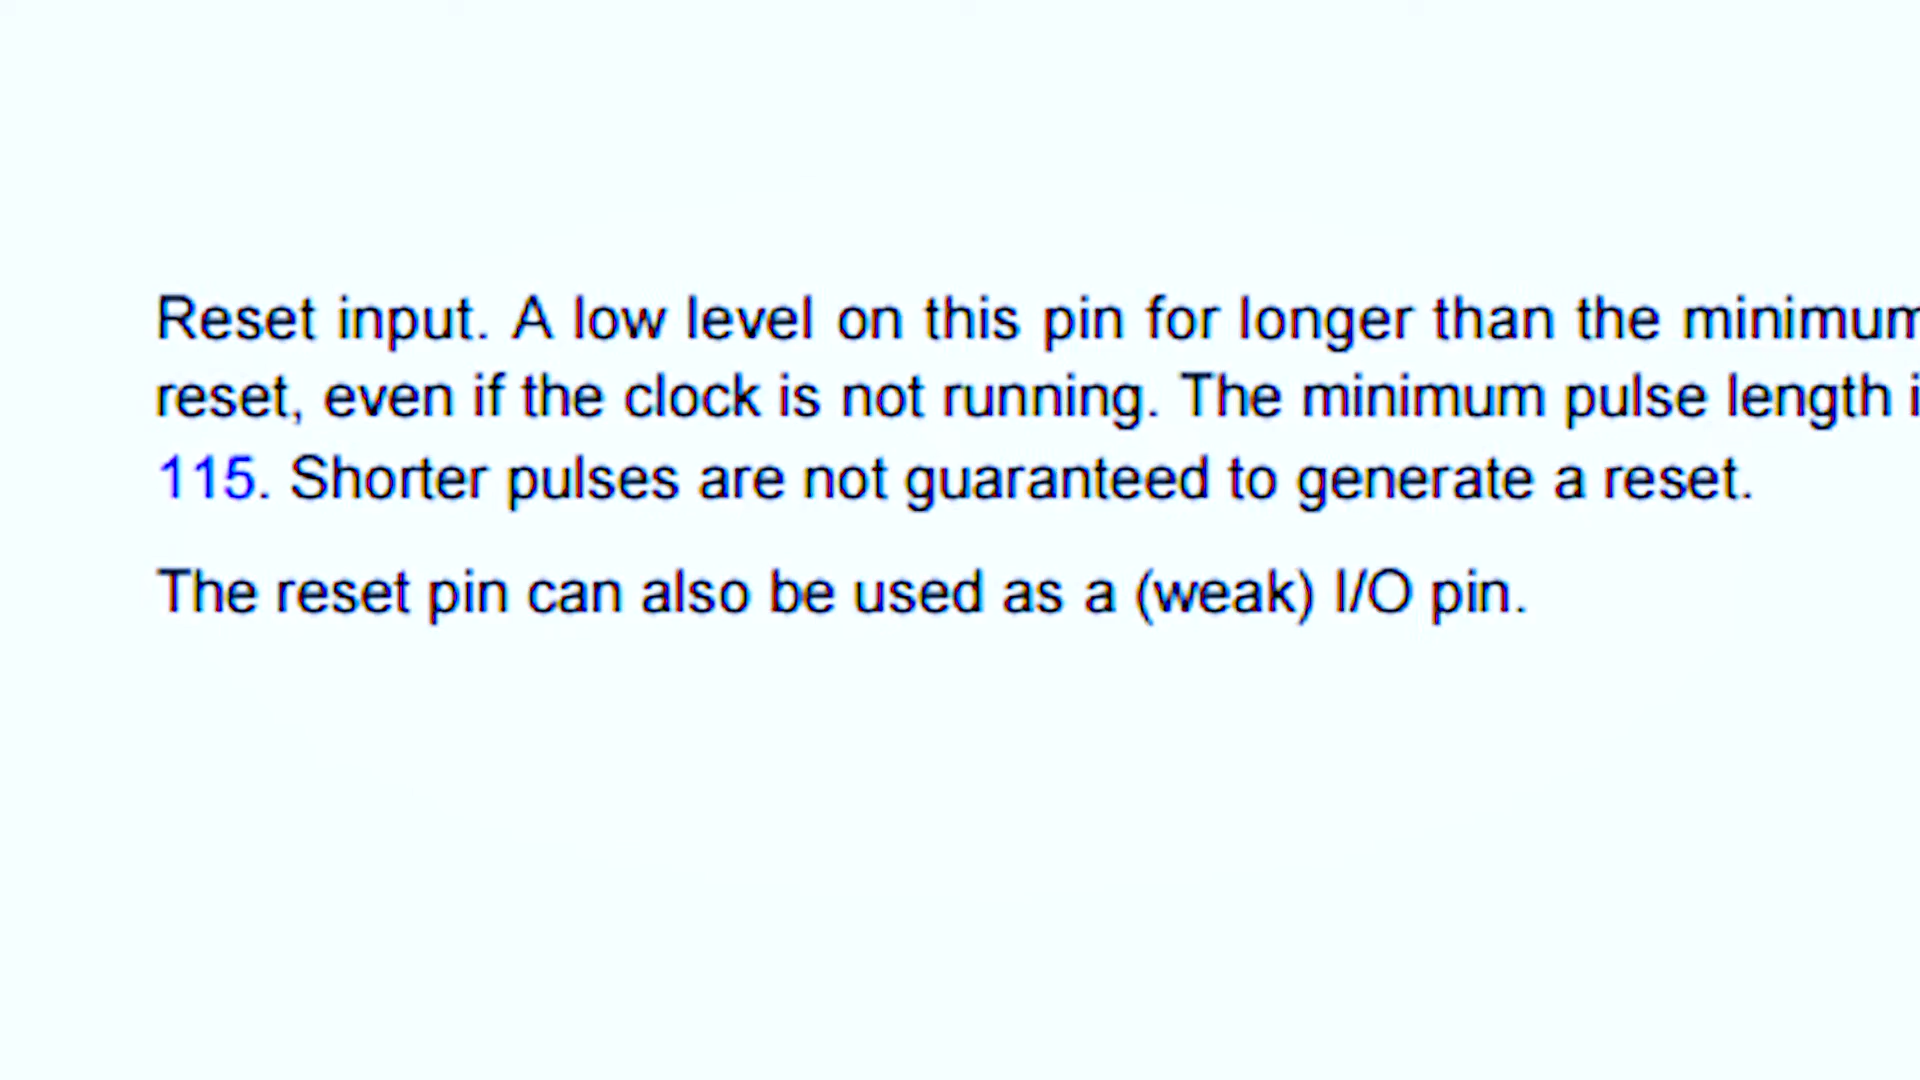 Reset input. A low level on this pin for longer than the minimum
reset, even if the clock is not running. The minimum pulse length
115. Shorter pulses are not guaranteed to generate a reset.
The reset pin can also be used as a (weak) I/O pin.